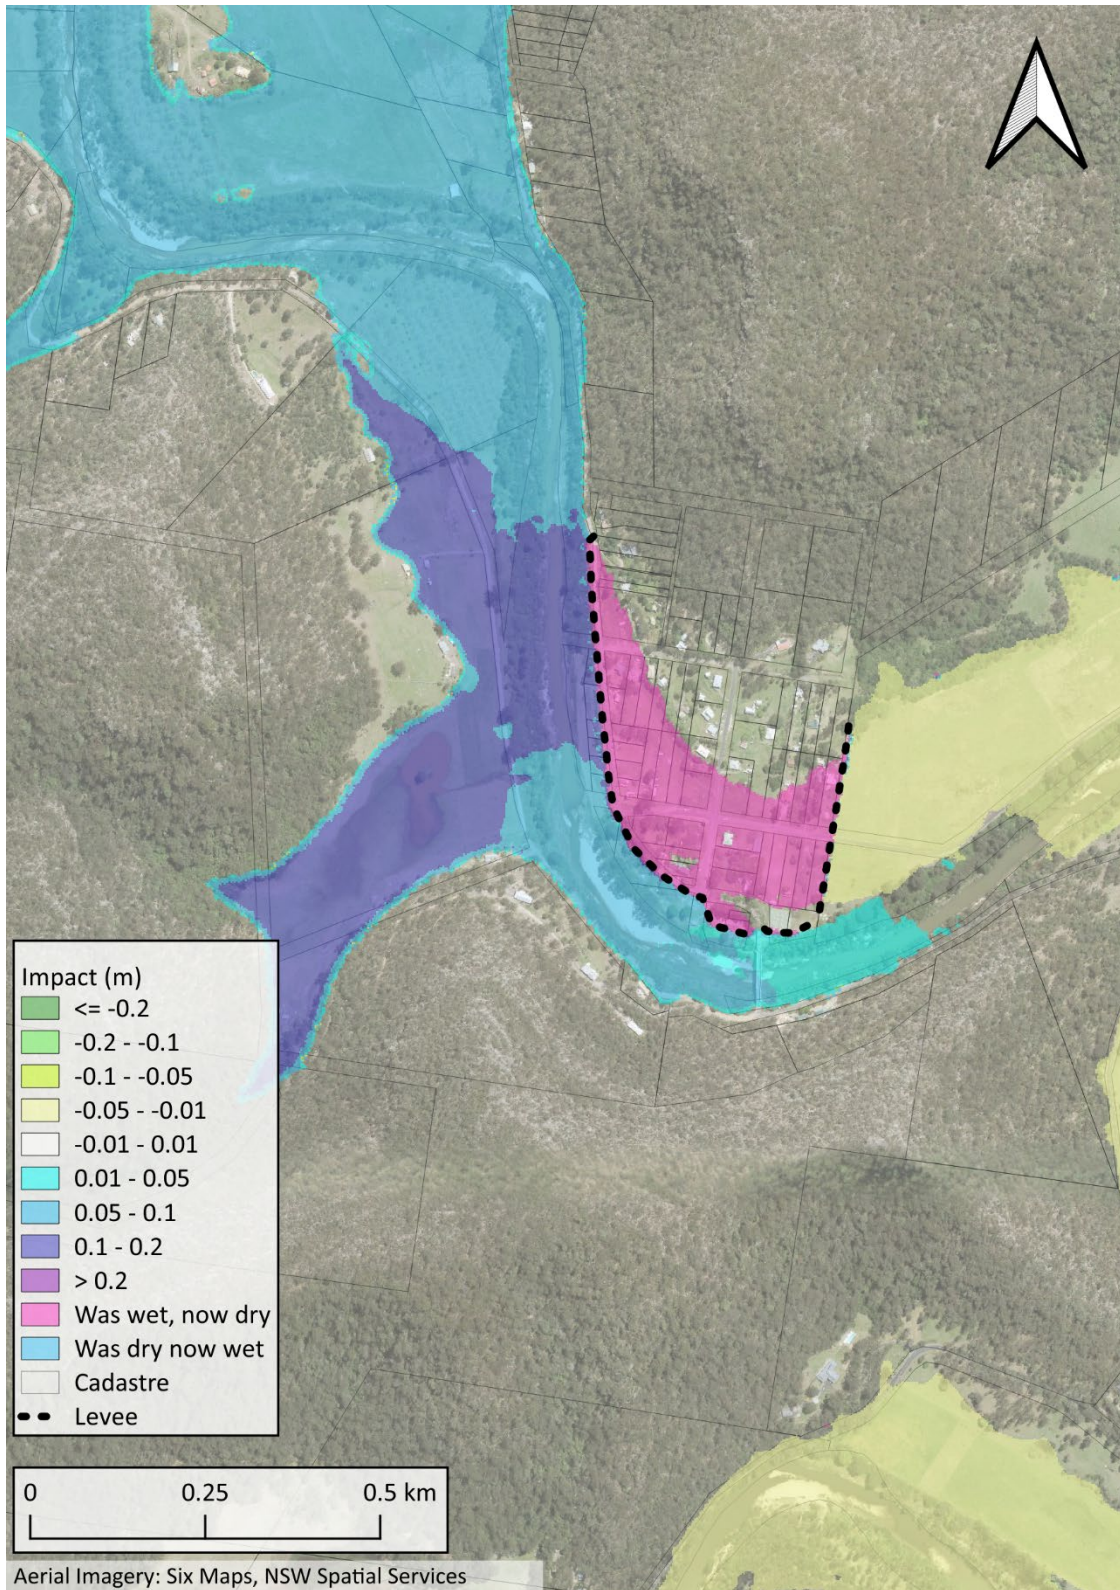 Impact (m)
<= -0.2
-0.2 - -0.1
-0.1 - -0.05
-0.05 - -0.01
-0.01 - 0.01
0.01 - 0.05
0.05 - 0.1
0.1 - 0.2
> 0.2
Was wet, now dry
Was dry now wet
Cadastre
Levee
0 0.25 0.5 km
Aerial Imagery: Six Maps, NSW Spatial Services